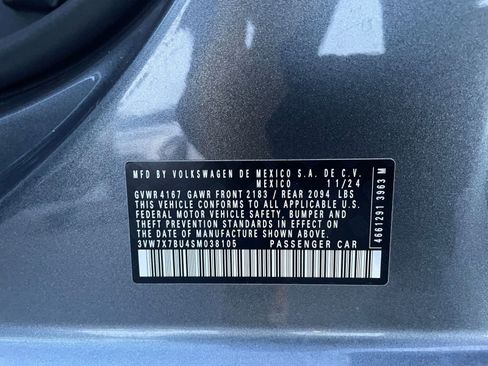 MFD BY VOLKSWAGEN DE MEXICO S.A. DE C.V.
MEXICO 11/24
GVWR 4167 GAWR FRONT 2183 / REAR 2094 LBS
THIS VEHICLE CONFORMS TO ALL APPLICABLE U.S.
FEDERAL MOTOR VEHICLE SAFETY, BUMPER AND
THEFT PREVENTION STANDARDS IN EFFECT ON
THE DATE OF MANUFACTURE SHOWN ABOVE.
3VW7X7BU4SM038105 PASSENGER CAR
4661291 3963 M